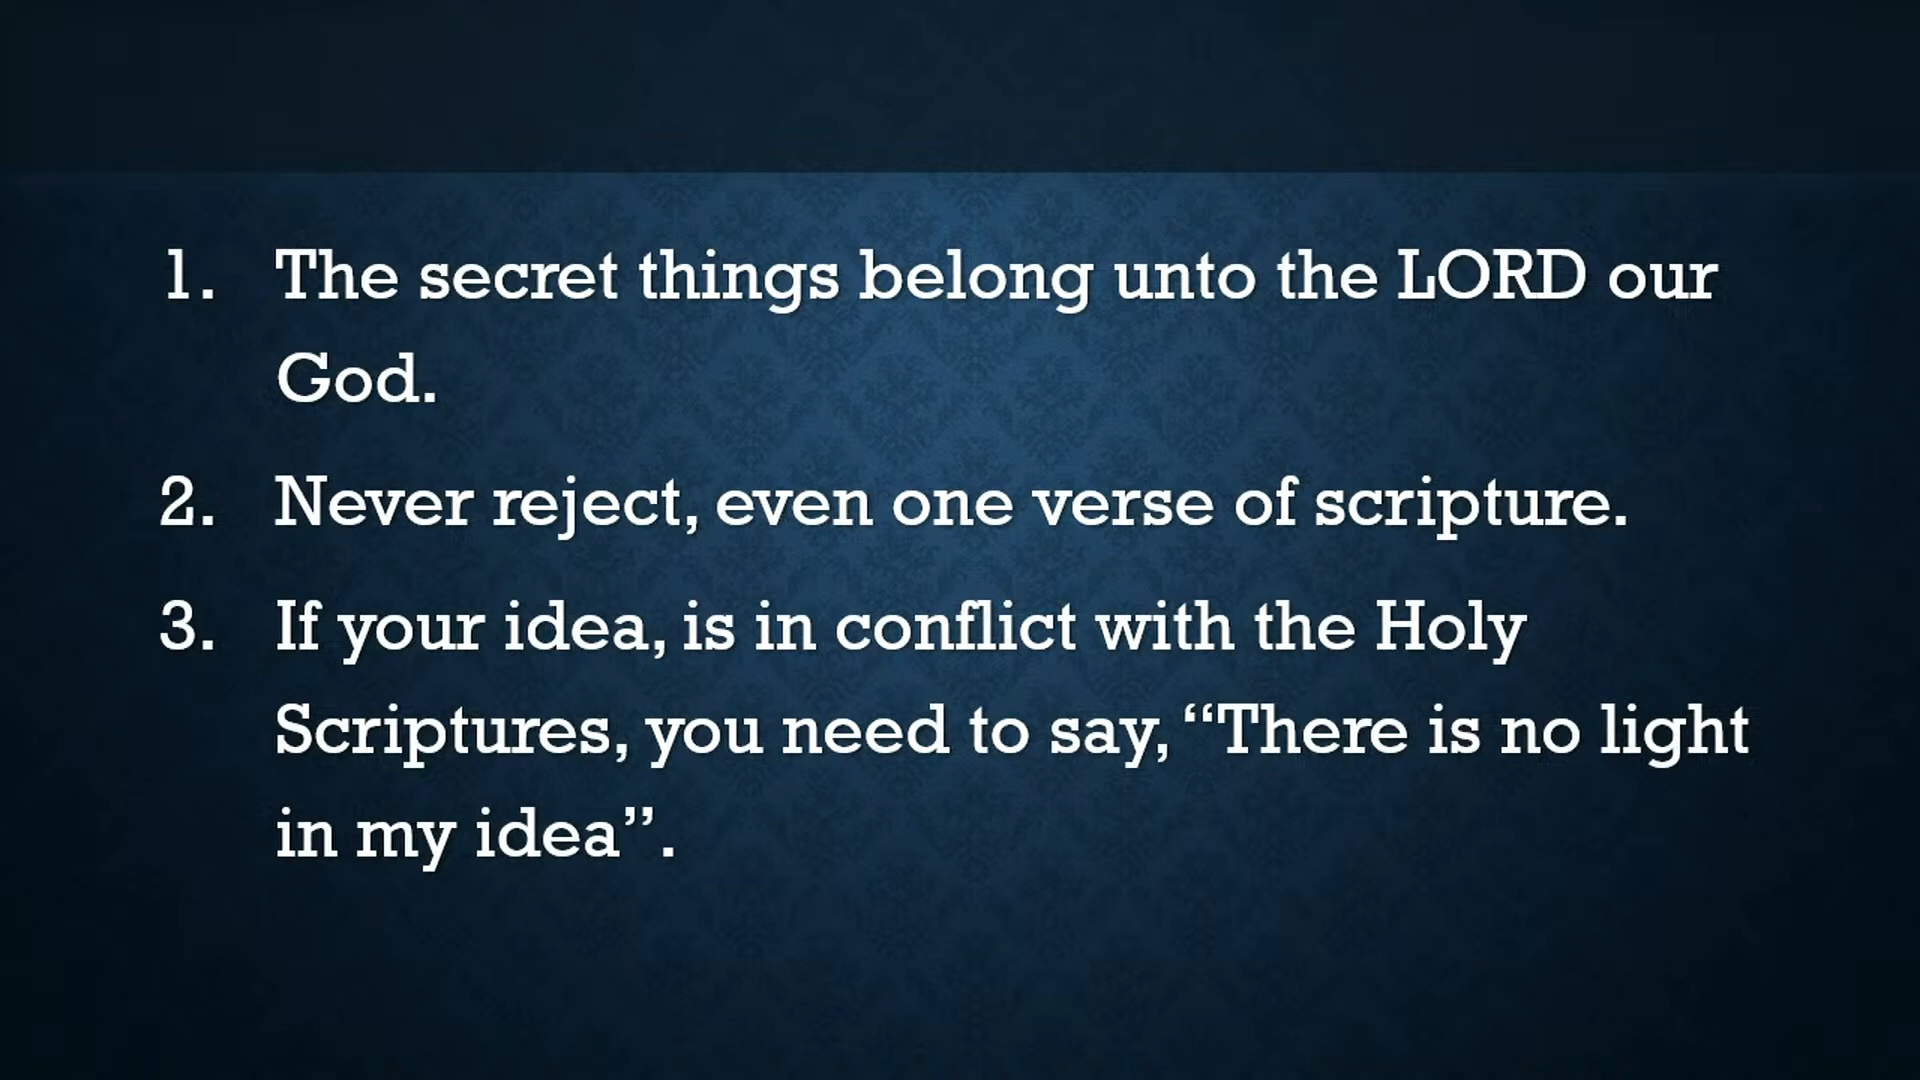 1. The secret things belong unto the LORD our
God.
2. Never reject, even one verse of scripture.
3. If your idea, is in conflict with the Holy
Scriptures, you need to say, “There is no light
in my idea”.